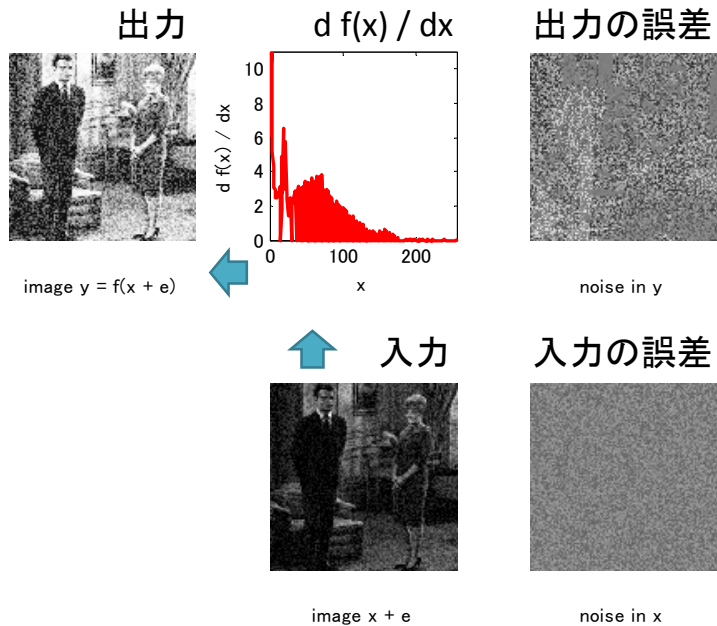 出力
d f(x) / dx
出力の誤差
10
8
6
4
2
0
d f(x) / dx
0 100 200
x
image y = f(x + e)
noise in y
入力
入力の誤差
image x + e
noise in x